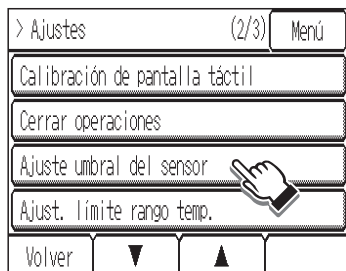 > Ajustes (2/3) Menú
Calibración de pantalla táctil
Cerrar operaciones
Ajuste umbral del sensor
Ajust. límite rango temp.
Volver ▼ ▲